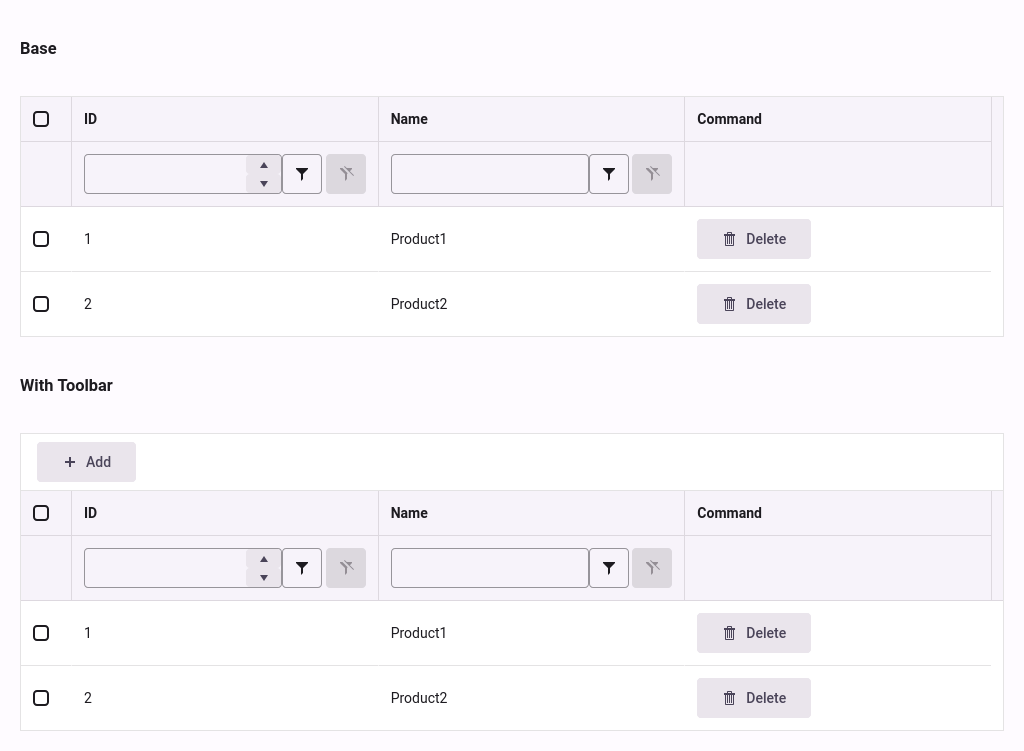 Base
ID Name Command
1 Product1 Delete
2 Product2 Delete
With Toolbar
Add
ID Name Command
1 Product1 Delete
2 Product2 Delete